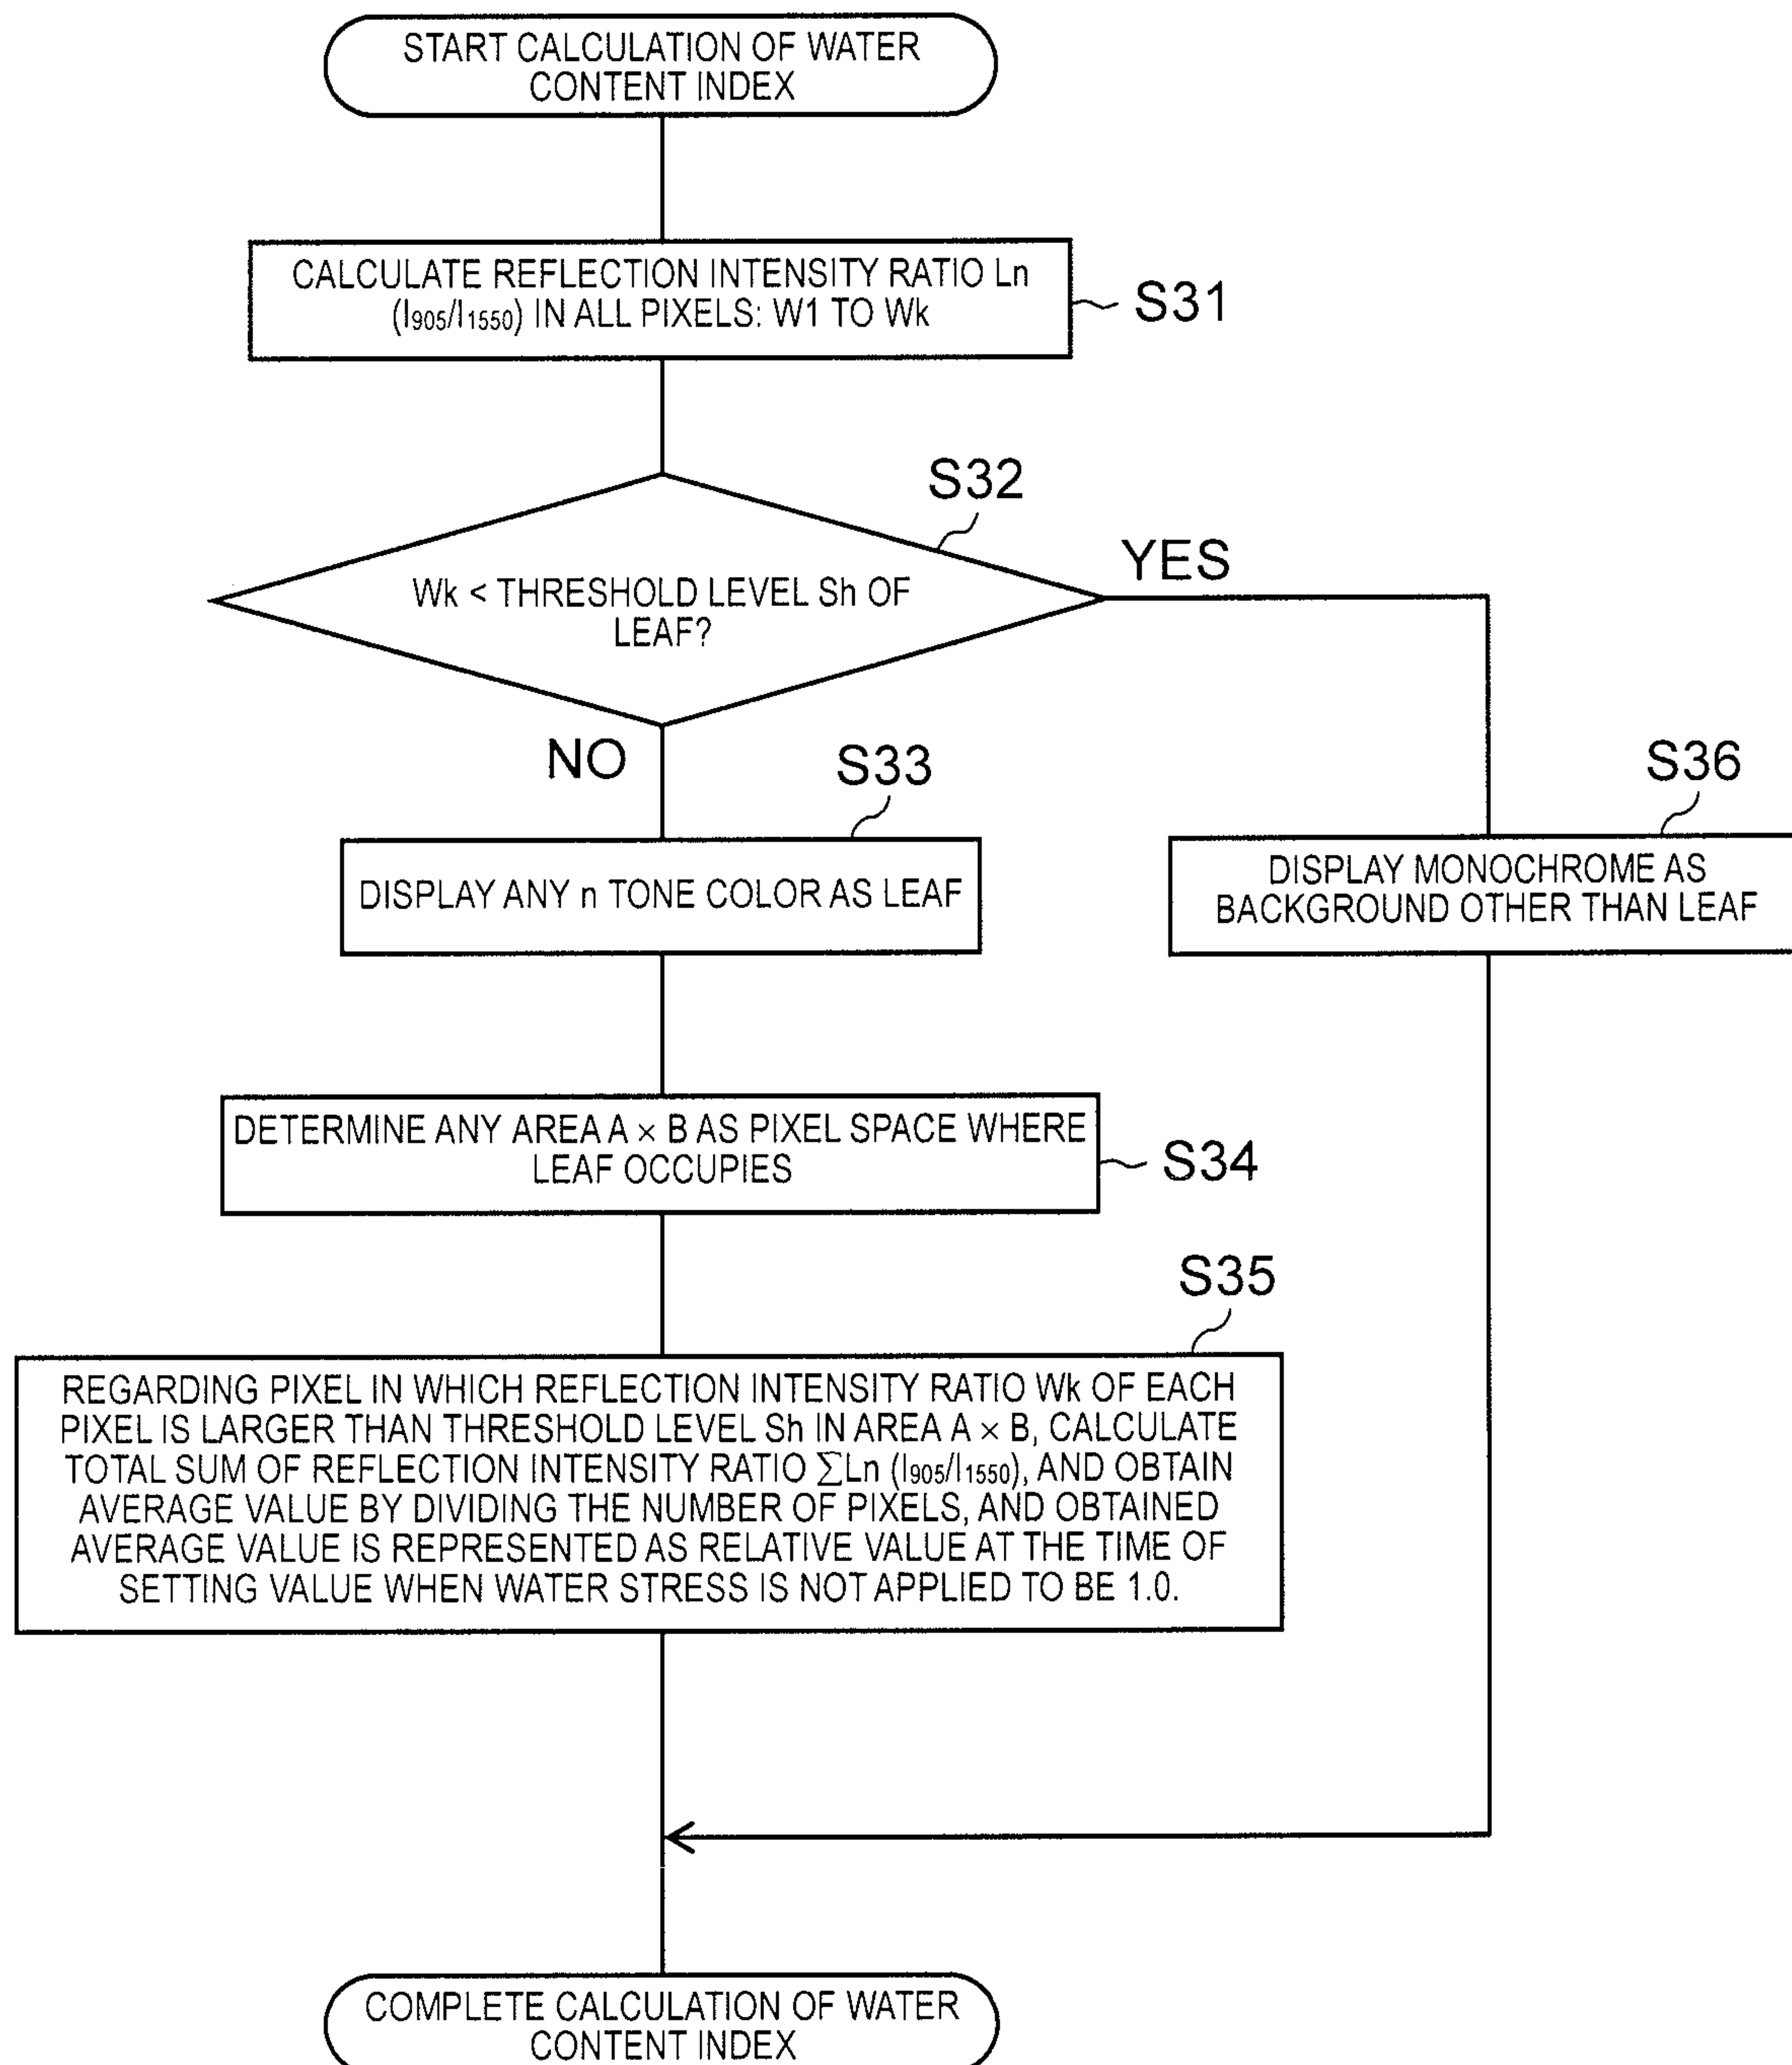 START CALCULATION OF WATER
CONTENT INDEX
CALCULATE REFLECTION INTENSITY RATIO Ln
(I905/I1550) IN ALL PIXELS: W1 TO Wk
S31
S32
Wk < THRESHOLD LEVEL Sh OF
LEAF?
YES
NO
S33
DISPLAY ANY n TONE COLOR AS LEAF
S36
DISPLAY MONOCHROME AS
BACKGROUND OTHER THAN LEAF
DETERMINE ANY AREA A × B AS PIXEL SPACE WHERE
LEAF OCCUPIES
S34
S35
REGARDING PIXEL IN WHICH REFLECTION INTENSITY RATIO Wk OF EACH
PIXEL IS LARGER THAN THRESHOLD LEVEL Sh IN AREA A × B, CALCULATE
TOTAL SUM OF REFLECTION INTENSITY RATIO ∑Ln (I905/I1550), AND OBTAIN
AVERAGE VALUE BY DIVIDING THE NUMBER OF PIXELS, AND OBTAINED
AVERAGE VALUE IS REPRESENTED AS RELATIVE VALUE AT THE TIME OF
SETTING VALUE WHEN WATER STRESS IS NOT APPLIED TO BE 1.0.
COMPLETE CALCULATION OF WATER
CONTENT INDEX